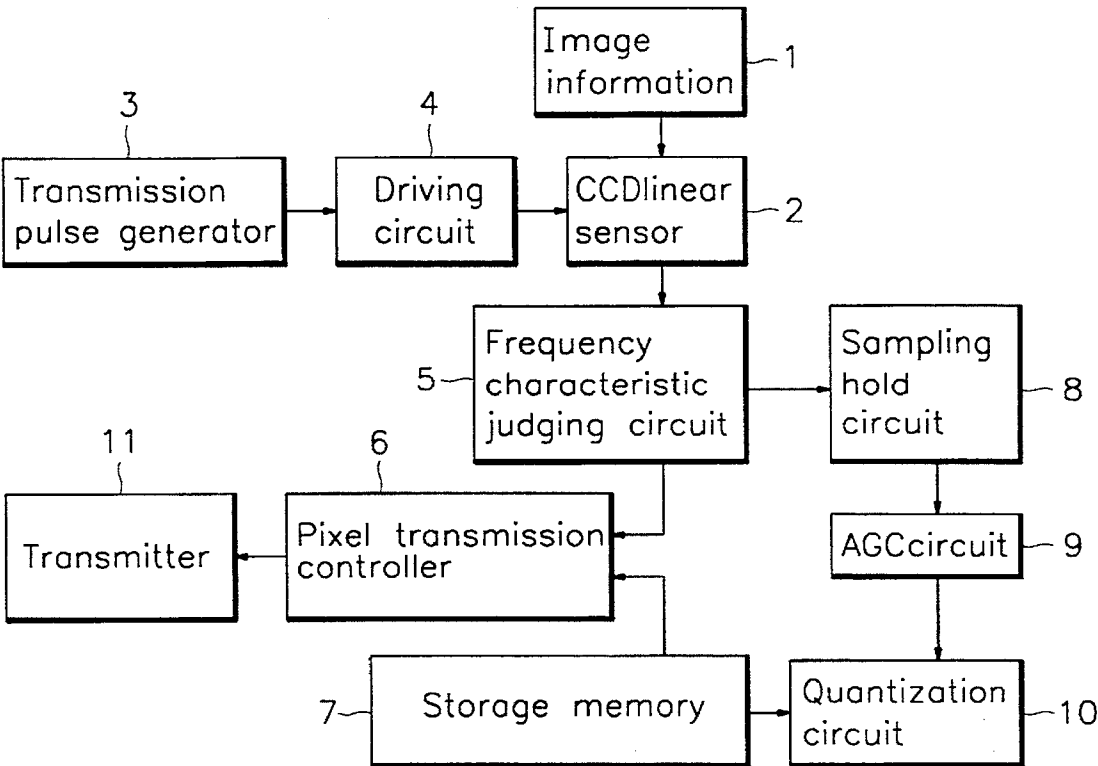 Image
information
1
3
4
Transmission
pulse generator
Driving
circuit
CCDlinear
sensor
2
Frequency
characteristic
judging circuit
5
Sampling
hold
circuit
8
11
6
Transmitter
Pixel transmission
controller
AGCcircuit
9
7
Storage memory
Quantization
circuit
10